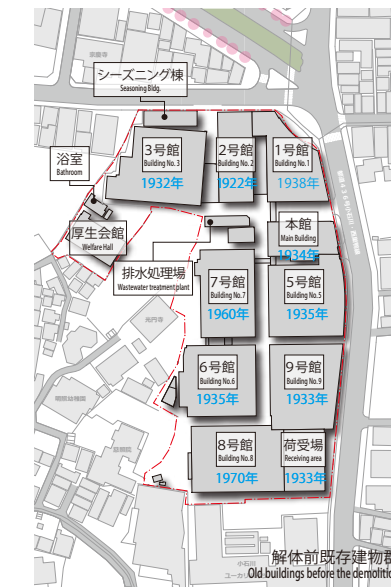 シーズニング棟
Seasoning Bldg.
3号館
Building No.3
1932年
2号館
Building No.2
1922年
1号館
Building No.1
1938年
浴室
Bathroom
厚生会館
Welfare Hall
本館
Main Building
1934年
排水処理場
Wastewater treatment plant
7号館
Building No.7
1960年
5号館
Building No.5
1935年
光円寺
6号館
Building No.6
1935年
9号館
Building No.9
1933年
8号館
Building No.8
1970年
荷受場
Receiving area
1933年
小石川
解体前既存建物群
Old buildings before the demolitio